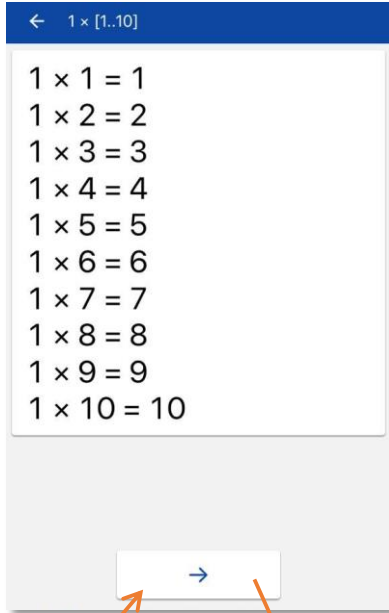 ← 1 × [1..10]
1 × 1 = 1
1 × 2 = 2
1 × 3 = 3
1 × 4 = 4
1 × 5 = 5
1 × 6 = 6
1 × 7 = 7
1 × 8 = 8
1 × 9 = 9
1 × 10 = 10
→